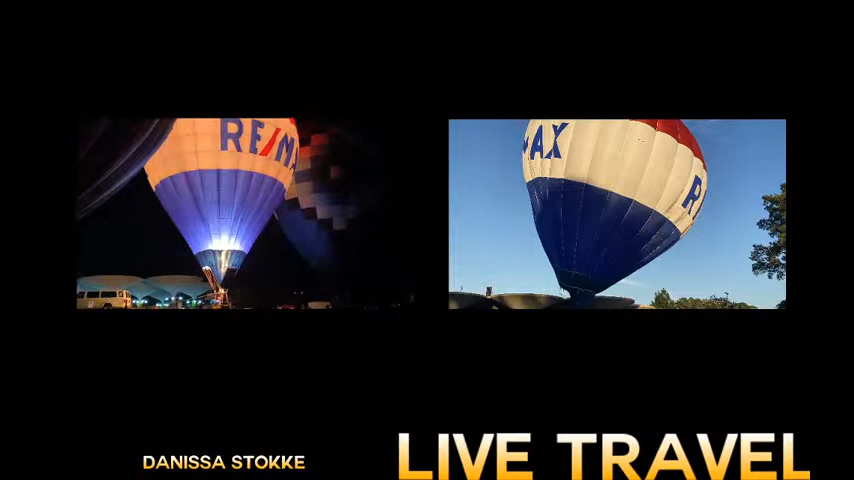 RE/MA
AX
R
DANISSA STOKKE
LIVE TRAVEL